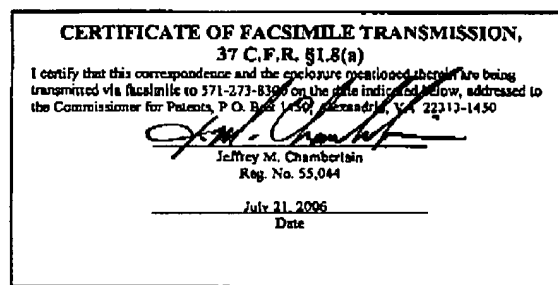 CERTIFICATE OF FACSIMILE TRANSMISSION,
37 C.F.R. §1.8(a)
I certify that this correspondence and the enclosure mentioned therein are being
transmitted via facsimile to 571-273-8300 on the date indicated below, addressed to
the Commissioner for Patents, P O. Box 1450, Alexandria, VA 22313-1450
Jeffrey M. Chamberlain
Reg. No. 55,044
July 21, 2006
Date